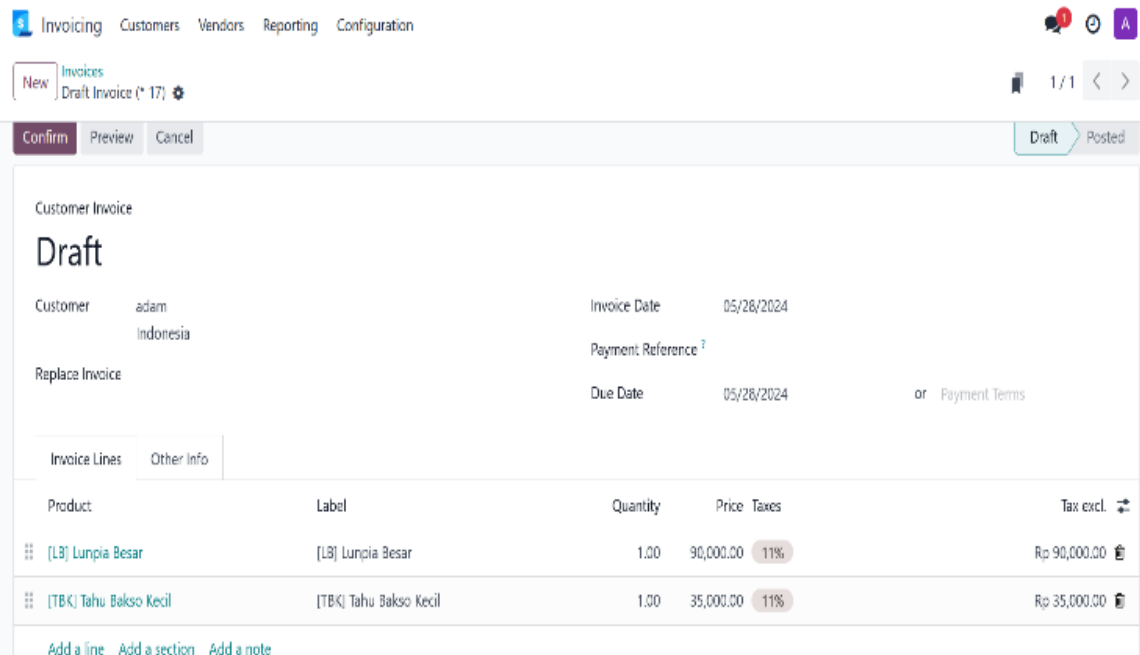 Invoicing Customers Vendors Reporting Configuration
1 A
New Invoices
Draft Invoice (* 17)
1 / 1
Confirm Preview Cancel Draft Posted
Customer Invoice
Draft
Customer adam Invoice Date 05/28/2024
Indonesia
Payment Reference ?
Replace Invoice
Due Date 05/28/2024 or Payment Terms
Invoice Lines Other Info
Product Label Quantity Price Taxes Tax excl.
[LB] Lunpia Besar [LB] Lunpia Besar 1.00 90,000.00 11% Rp 90,000.00
[TBK] Tahu Bakso Kecil [TBK] Tahu Bakso Kecil 1.00 35,000.00 11% Rp 35,000.00
Add a line Add a section Add a note